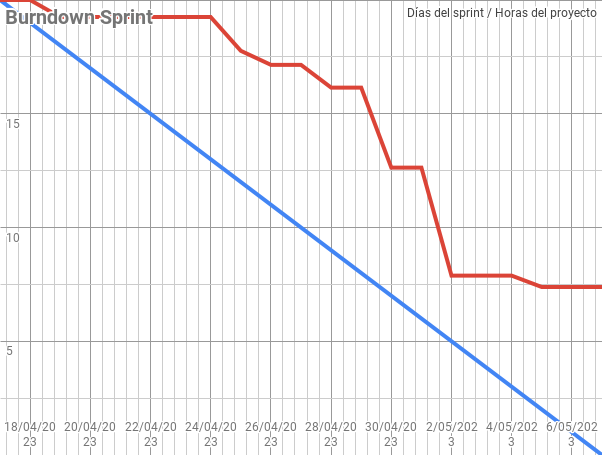 Burndown Sprint
Días del sprint / Horas del proyecto
15
10
5
18/04/20 20/04/20 22/04/20 24/04/20 26/04/20 28/04/20 30/04/20 2/05/202 4/05/202 6/05/202
23 23 23 23 23 23 23 3 3 3